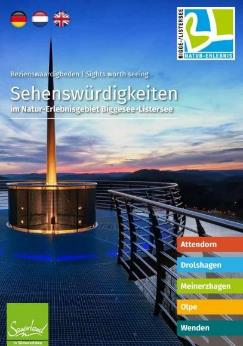 BIGGE-/LISTERSEE
NATUR-ERLEBNIS
Bezienswaardigheden | Sights worth seeing
Sehenswürdigkeiten
im Natur-Erlebnisgebiet Biggesee-Listersee
Attendorn
Drolshagen
Meinerzhagen
Olpe
Wenden
Sauerland